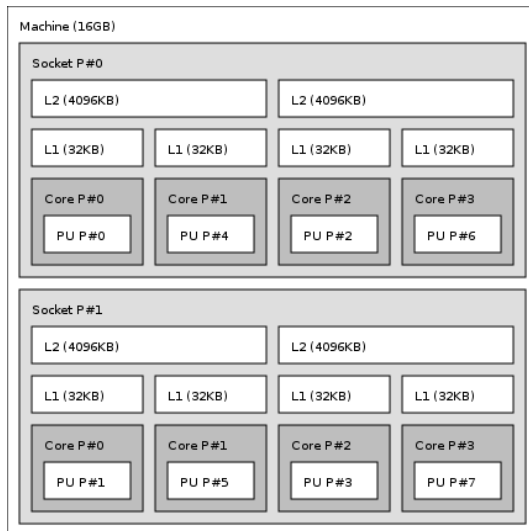 Machine (16GB)
Socket P#0
L2 (4096KB) L2 (4096KB)
L1 (32KB) L1 (32KB) L1 (32KB) L1 (32KB)
Core P#0 Core P#1 Core P#2 Core P#3
PU P#0 PU P#4 PU P#2 PU P#6
Socket P#1
L2 (4096KB) L2 (4096KB)
L1 (32KB) L1 (32KB) L1 (32KB) L1 (32KB)
Core P#0 Core P#1 Core P#2 Core P#3
PU P#1 PU P#5 PU P#3 PU P#7